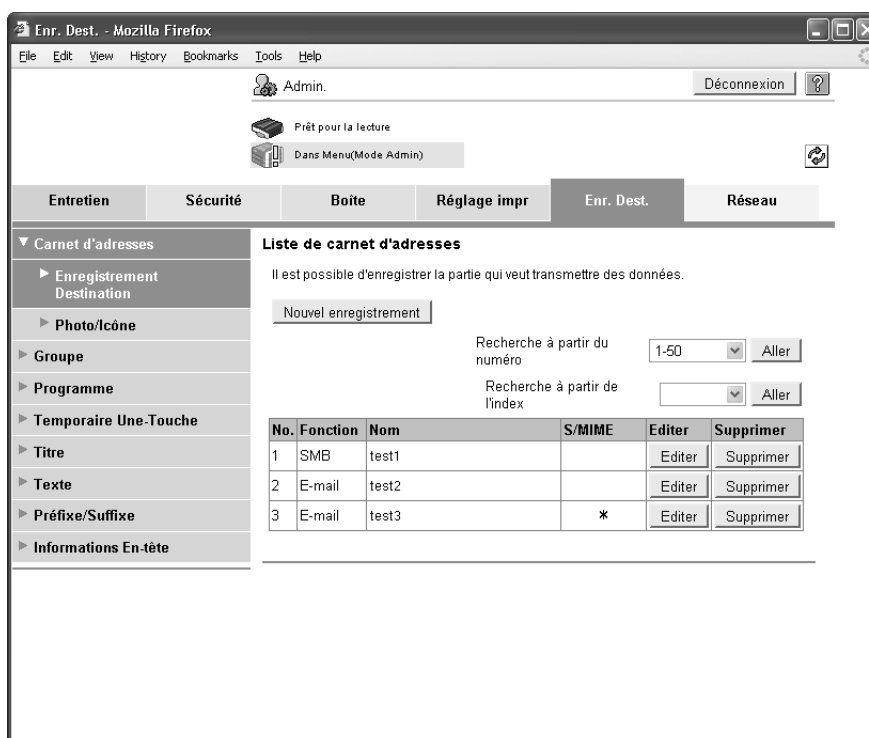 Enr. Dest. - Mozilla Firefox
File Edit View History Bookmarks Tools Help
Admin. Déconnexion ?
Prêt pour la lecture
Dans Menu(Mode Admin)
Entretien Sécurité Boîte Réglage impr Enr. Dest. Réseau
Carnet d'adresses
Enregistrement
Destination
Photo/Icône
Groupe
Programme
Temporaire Une-Touche
Titre
Texte
Préfixe/Suffixe
Informations En-tête
Liste de carnet d'adresses
Il est possible d'enregistrer la partie qui veut transmettre des données.
Nouvel enregistrement
Recherche à partir du
numéro 1-50 Aller
Recherche à partir de
l'index Aller
No. Fonction Nom S/MIME Editer Supprimer
1 SMB test1 Editer Supprimer
2 E-mail test2 Editer Supprimer
3 E-mail test3 * Editer Supprimer